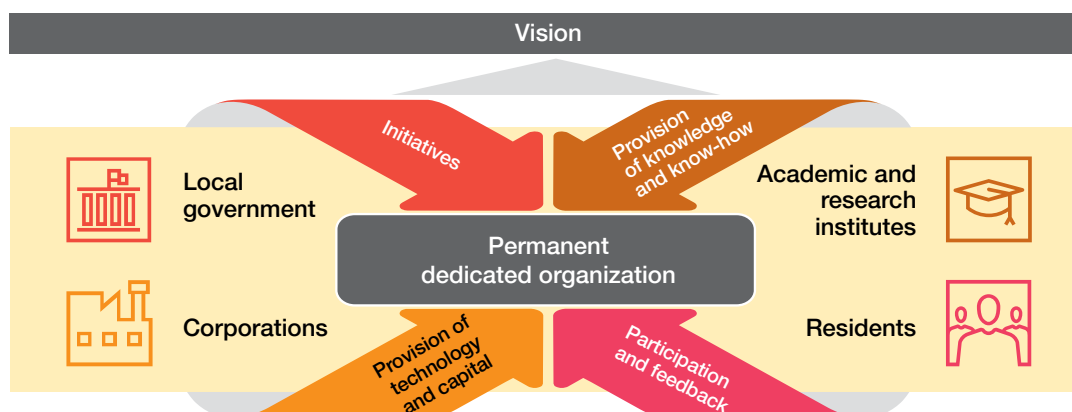 Vision
Initiatives
Provision
of knowledge
and know-how
Local
government
Academic and
research
institutes
Permanent
dedicated organization
Corporations
Residents
Provision of
technology
and capital
Participation
and feedback